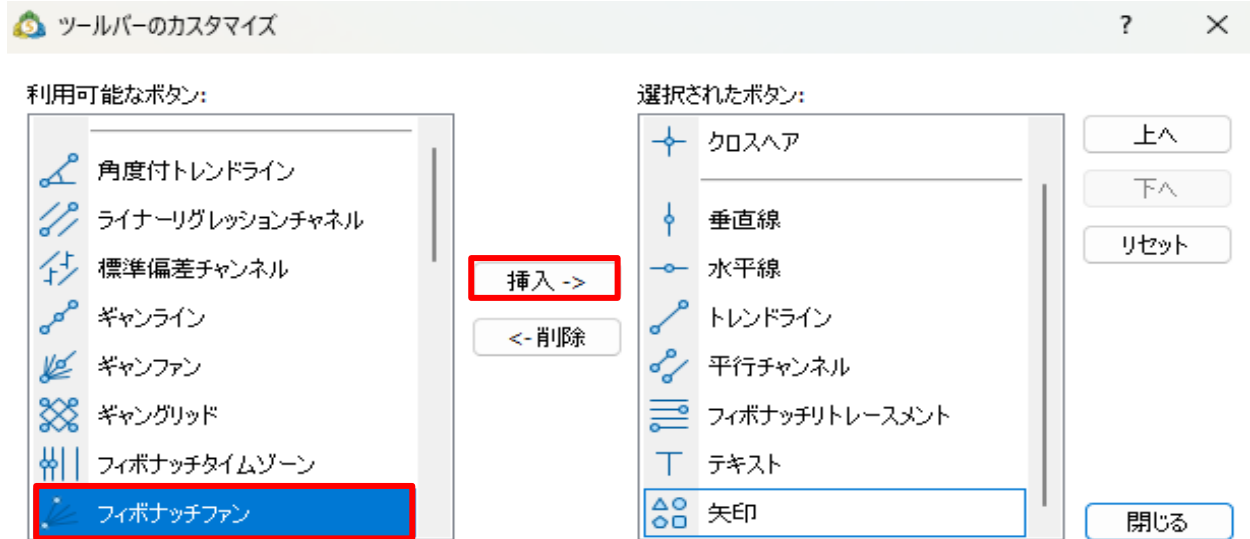 ツールバーのカスタマイズ
?
利用可能なボタン:
角度付トレンドライン
ライナーリグレッションチャネル
標準偏差チャンネル
ギャンライン
ギャンファン
ギャングリッド
フィボナッチタイムゾーン
フィボナッチファン
挿入 ->
<- 削除
選択されたボタン:
クロスヘア
垂直線
水平線
トレンドライン
平行チャンネル
フィボナッチリトレースメント
テキスト
矢印
上へ
下へ
リセット
閉じる